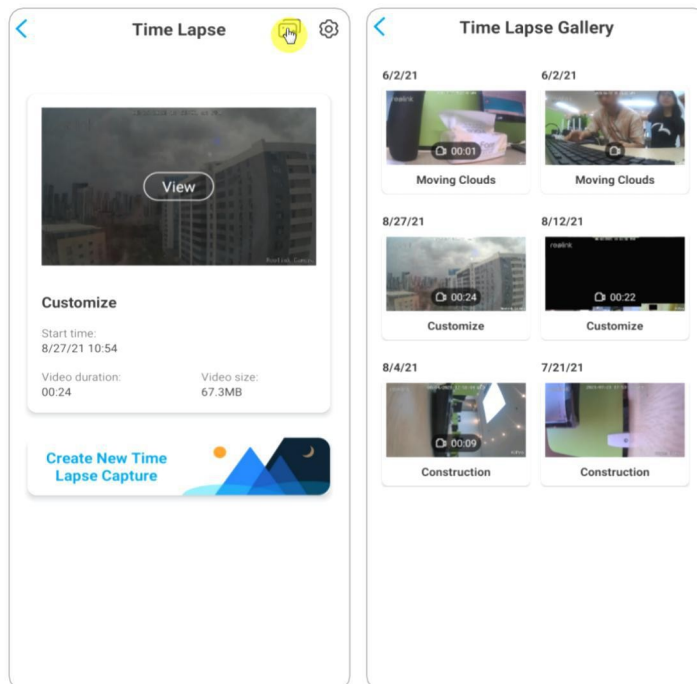 Time Lapse
View
Customize
Start time:
8/27/21 10:54
Video duration:
00:24
Video size:
67.3MB
Create New Time
Lapse Capture
Time Lapse Gallery
6/2/21
6/2/21
reolink
00:01
Moving Clouds
Moving Clouds
8/27/21
8/12/21
reolink
00:24
00:22
Customize
Customize
8/4/21
7/21/21
00:09
Construction
Construction